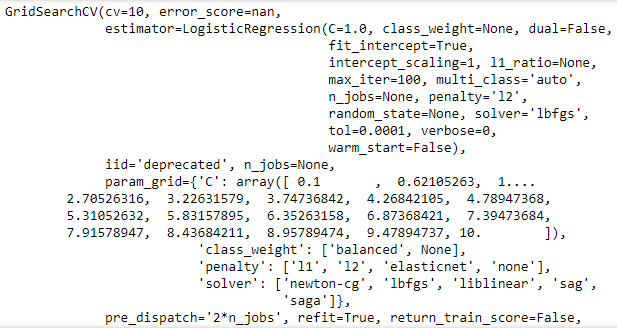 GridSearchCV(cv=10, error_score=nan,
estimator=LogisticRegression(C=1.0, class_weight=None, dual=False,
fit_intercept=True,
intercept_scaling=1, l1_ratio=None,
max_iter=100, multi_class='auto',
n_jobs=None, penalty='l2',
random_state=None, solver='lbfgs',
tol=0.0001, verbose=0,
warm_start=False),
iid='deprecated', n_jobs=None,
param_grid={'C': array([ 0.1       ,  0.62105263,  1....
2.70526316,  3.22631579,  3.74736842,  4.26842105,  4.78947368,
5.31052632,  5.83157895,  6.35263158,  6.87368421,  7.39473684,
7.91578947,  8.43684211,  8.95789474,  9.47894737, 10.        ]),
'class_weight': ['balanced', None],
'penalty': ['l1', 'l2', 'elasticnet', 'none'],
'solver': ['newton-cg', 'lbfgs', 'liblinear', 'sag',
'saga']},
pre_dispatch='2*n_jobs', refit=True, return_train_score=False,